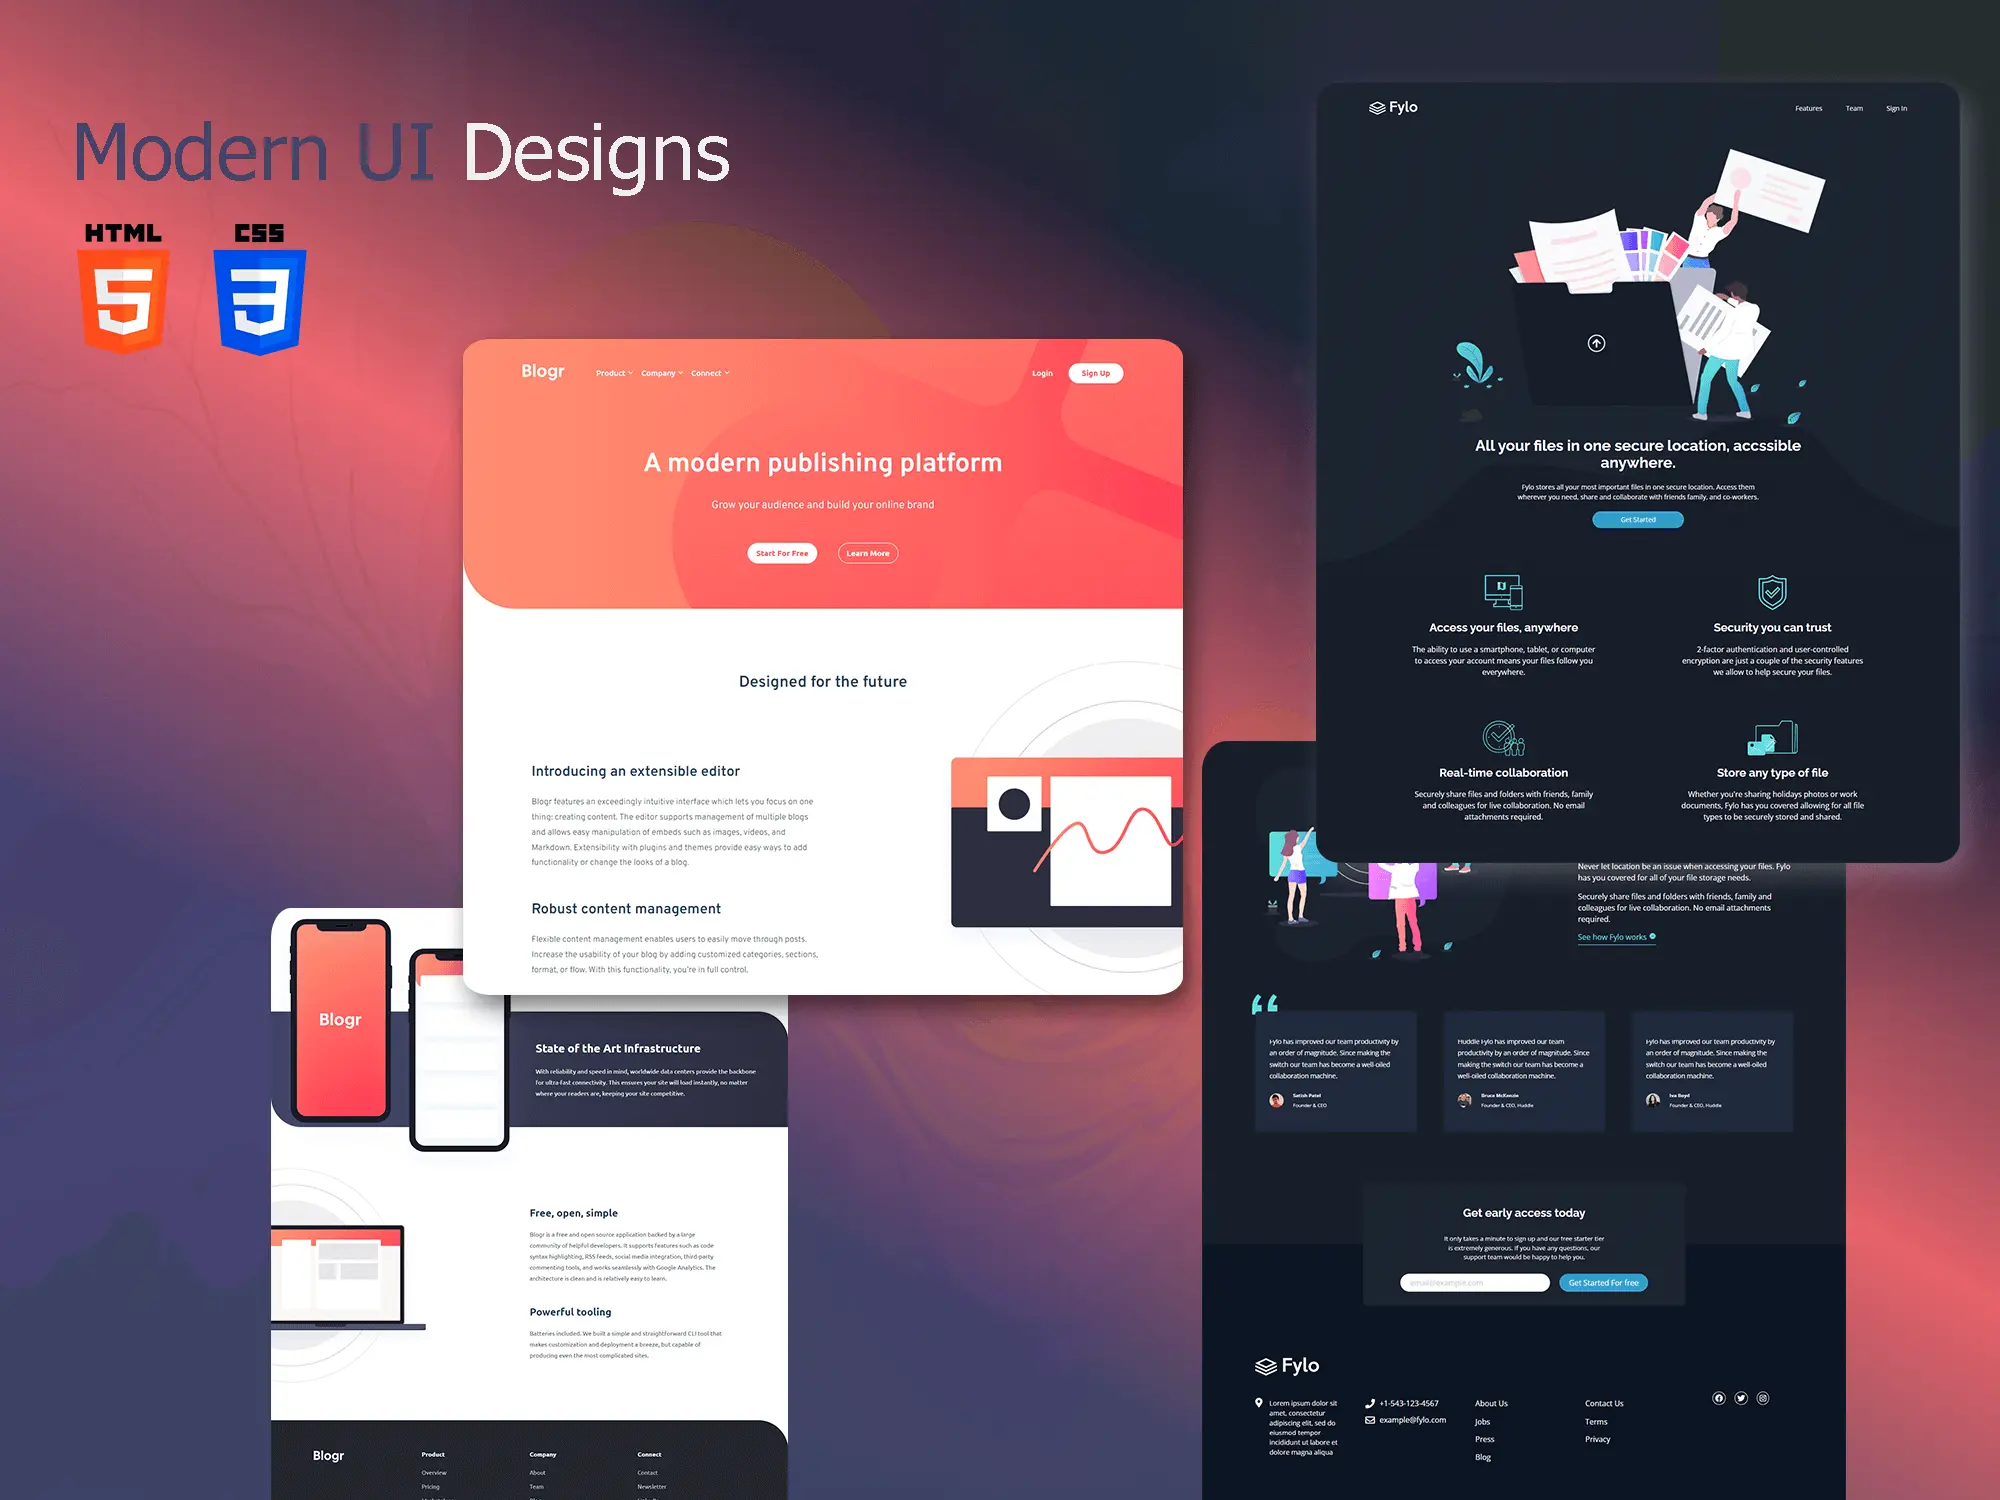 Modern UI Designs
HTML
CSS
Blogr
Product
Company
Connect
Login
Sign Up
A modern publishing platform
Grow your audience and build your online brand
Start For Free
Learn More
Designed for the future
Introducing an extensible editor
Blogr features an exceedingly intuitive interface which lets you focus on one
thing: creating content. The editor supports management of multiple blogs
and allows easy manipulation of embeds such as images, videos, and
Markdown. Extensibility with plugins and themes provide easy ways to add
functionality or change the looks of a blog.
Robust content management
Flexible content management enables users to easily move through posts.
Increase the usability of your blog by adding customized categories, sections,
format, or flow. With this functionality, you're in full control.
Blogr
State of the Art Infrastructure
With reliability and speed in mind, worldwide data centers provide the backbone
for ultra-fast connectivity. This ensures your site will load instantly, no matter
where your readers are, keeping your site competitive.
Free, open, simple
Blogr is a free and open source application backed by a large
community of helpful developers. It supports features such as code
syntax highlighting, RSS feeds, social media integration, third-party
commenting tools, and works seamlessly with Google Analytics. The
architecture is clean and is relatively easy to learn.
Powerful tooling
Batteries included. We built a simple and straightforward CLI tool that
makes customization and deployment a breeze, but capable of
producing even the most complicated sites.
Blogr
Product
Overview
Pricing
Company
About
Team
Connect
Contact
Newsletter
Fylo
Features
Team
Sign In
All your files in one secure location, accssible
anywhere.
Fylo stores all your most important files in one secure location. Access them
wherever you need, share and collaborate with friends family, and co-workers.
Get Started
Access your files, anywhere
The ability to use a smartphone, tablet, or computer
to access your account means your files follow you
everywhere.
Security you can trust
2-factor authentication and user-controlled
encryption are just a couple of the security features
we allow to help secure your files.
Real-time collaboration
Securely share files and folders with friends, family
and colleagues for live collaboration. No email
attachments required.
Store any type of file
Whether you're sharing holidays photos or work
documents, Fylo has you covered allowing for all file
types to be securely stored and shared.
Never let location be an issue when accessing your files. Fylo
has you covered for all of your file storage needs.
Securely share files and folders with friends, family and
colleagues for live collaboration. No email attachments
required.
See how Fylo works
Fylo has improved our team productivity by
an order of magnitude. Since making the
switch our team has become a well-oiled
collaboration machine.
Satish Patel
Founder & CEO
Huddle Fylo has improved our team
productivity by an order of magnitude. Since
making the switch our team has become a
well-oiled collaboration machine.
Bruce McKenzie
Founder & CEO, Huddle
Fylo has improved our team productivity by
an order of magnitude. Since making the
switch our team has become a well-oiled
collaboration machine.
Iva Boyd
Founder & CEO, Huddle
Get early access today
It only takes a minute to sign up and our free starter tier
is extremely generous. If you have any questions, our
support team would be happy to help you.
email@example.com
Get Started For free
Fylo
Lorem ipsum dolor sit
amet, consectetur
adipiscing elit, sed do
eiusmod tempor
incididunt ut labore et
dolore magna aliqua
+1-543-123-4567
example@fylo.com
About Us
Jobs
Press
Blog
Contact Us
Terms
Privacy